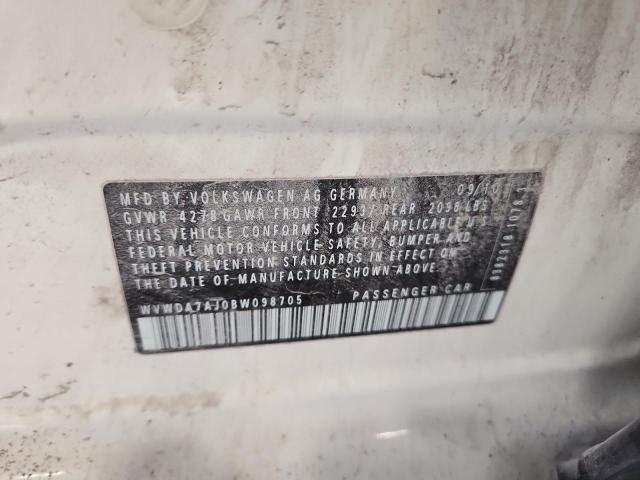 MFD BY VOLKSWAGEN AG GERMANY 09/10
GVWR 4278 GAWR FRONT 2293/REAR 2098 LBS
THIS VEHICLE CONFORMS TO ALL APPLICABLE U.S.
FEDERAL MOTOR VEHICLE SAFETY, BUMPER AND
THEFT PREVENTION STANDARDS IN EFFECT ON
THE DATE OF MANUFACTURE SHOWN ABOVE.
WVWDA7AJ0BW098705 PASSENGER CAR